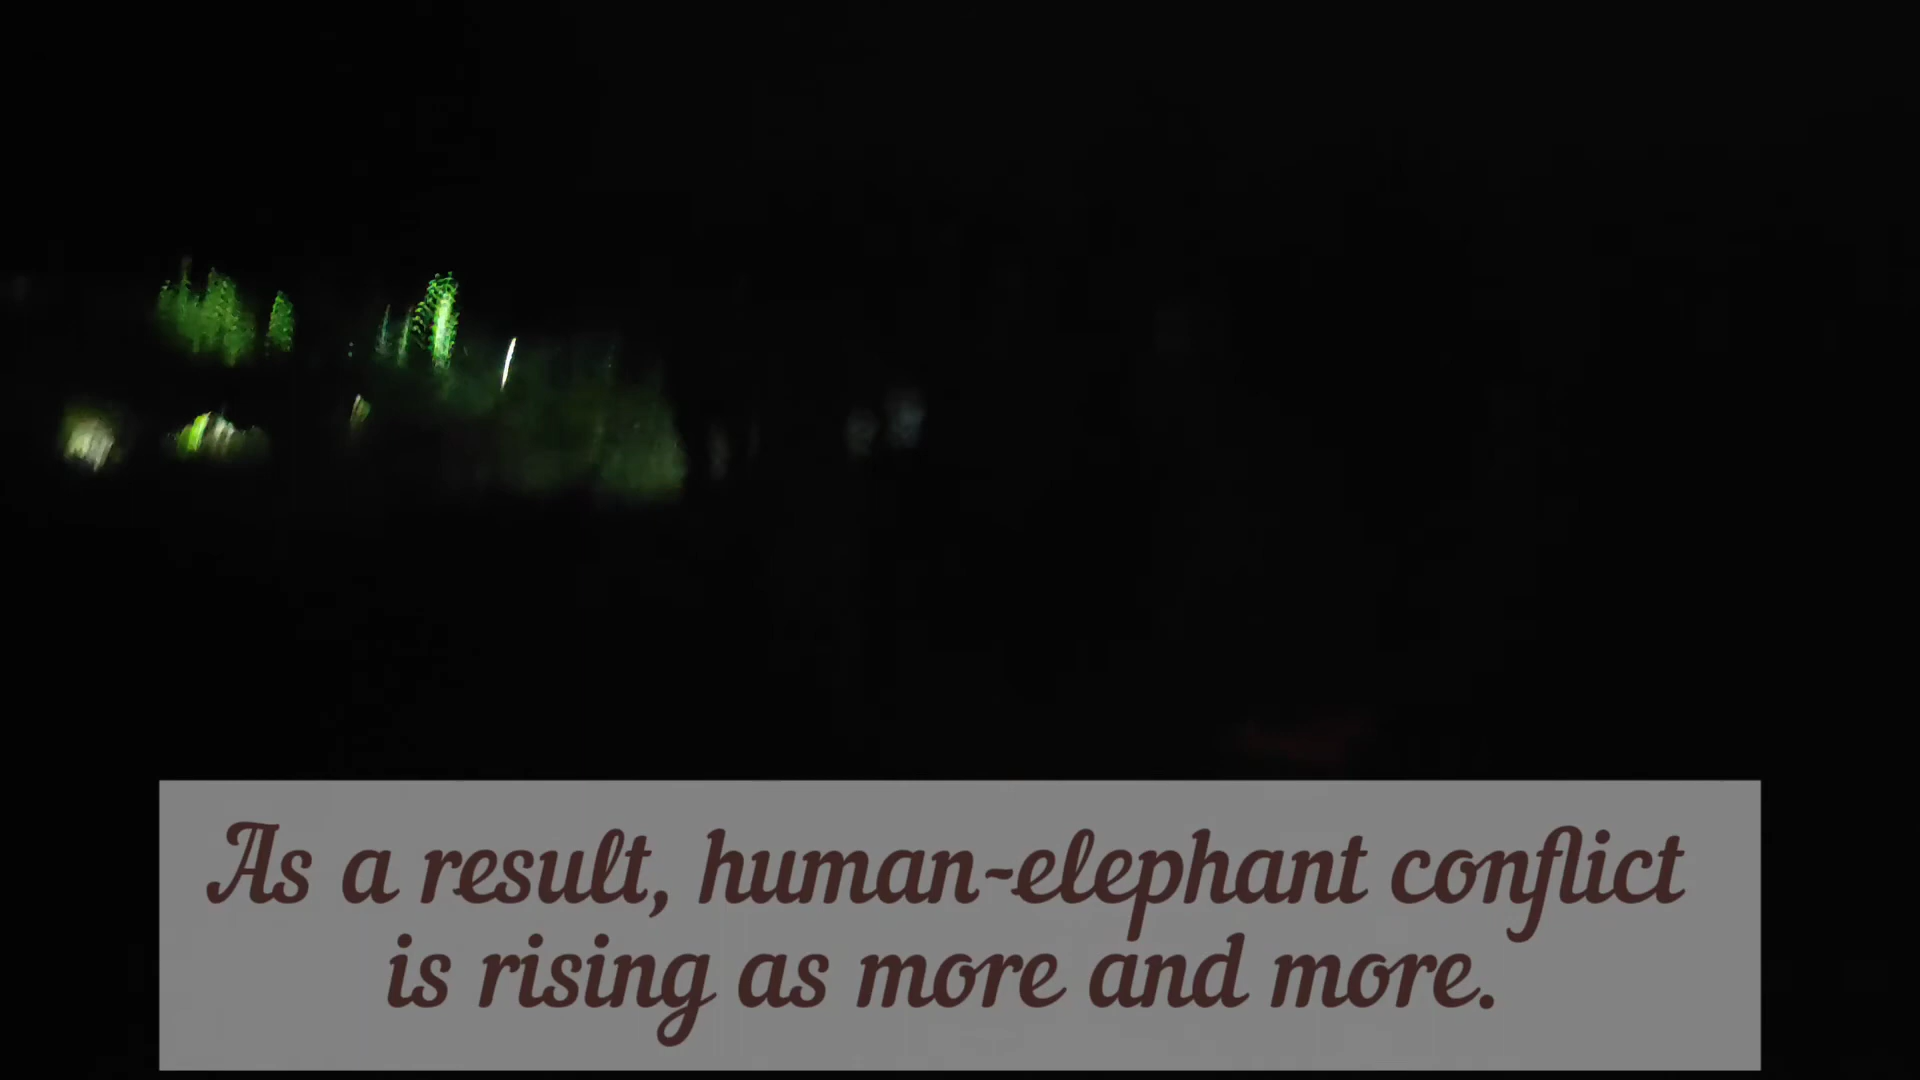 As a result, human-elephant conflict
is rising as more and more.